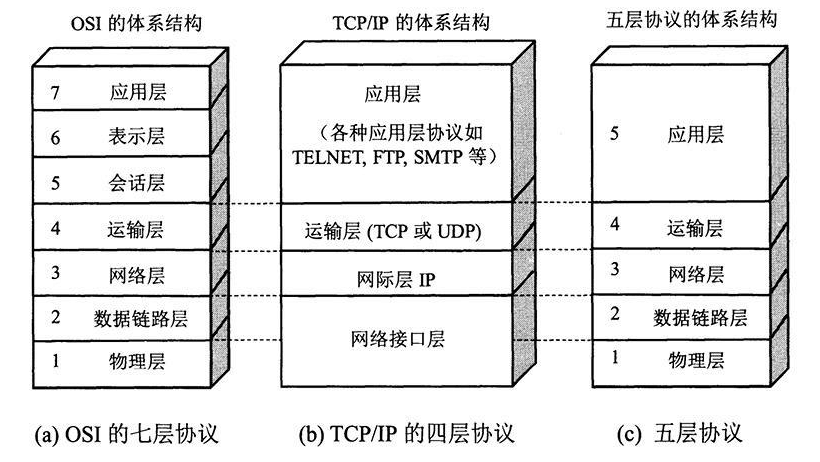 OSI 的体系结构
7 应用层
6 表示层
5 会话层
4 运输层
3 网络层
2 数据链路层
1 物理层
(a) OSI 的七层协议
TCP/IP 的体系结构
应用层
（各种应用层协议如
TELNET, FTP, SMTP 等）
运输层 (TCP 或 UDP)
网际层 IP
网络接口层
(b) TCP/IP 的四层协议
五层协议的体系结构
5 应用层
4 运输层
3 网络层
2 数据链路层
1 物理层
(c) 五层协议